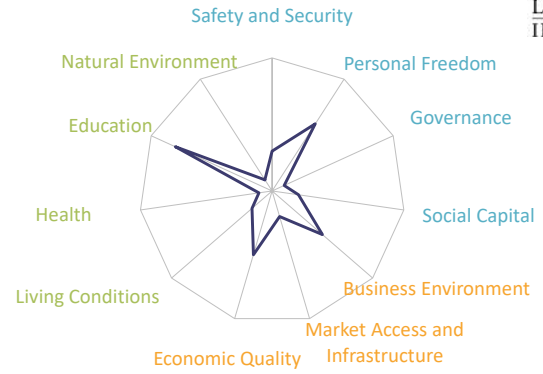 Safety and Security
Natural Environment
Personal Freedom
Education
Governance
Health
Social Capital
Living Conditions
Business Environment
Market Access and
Infrastructure
Economic Quality